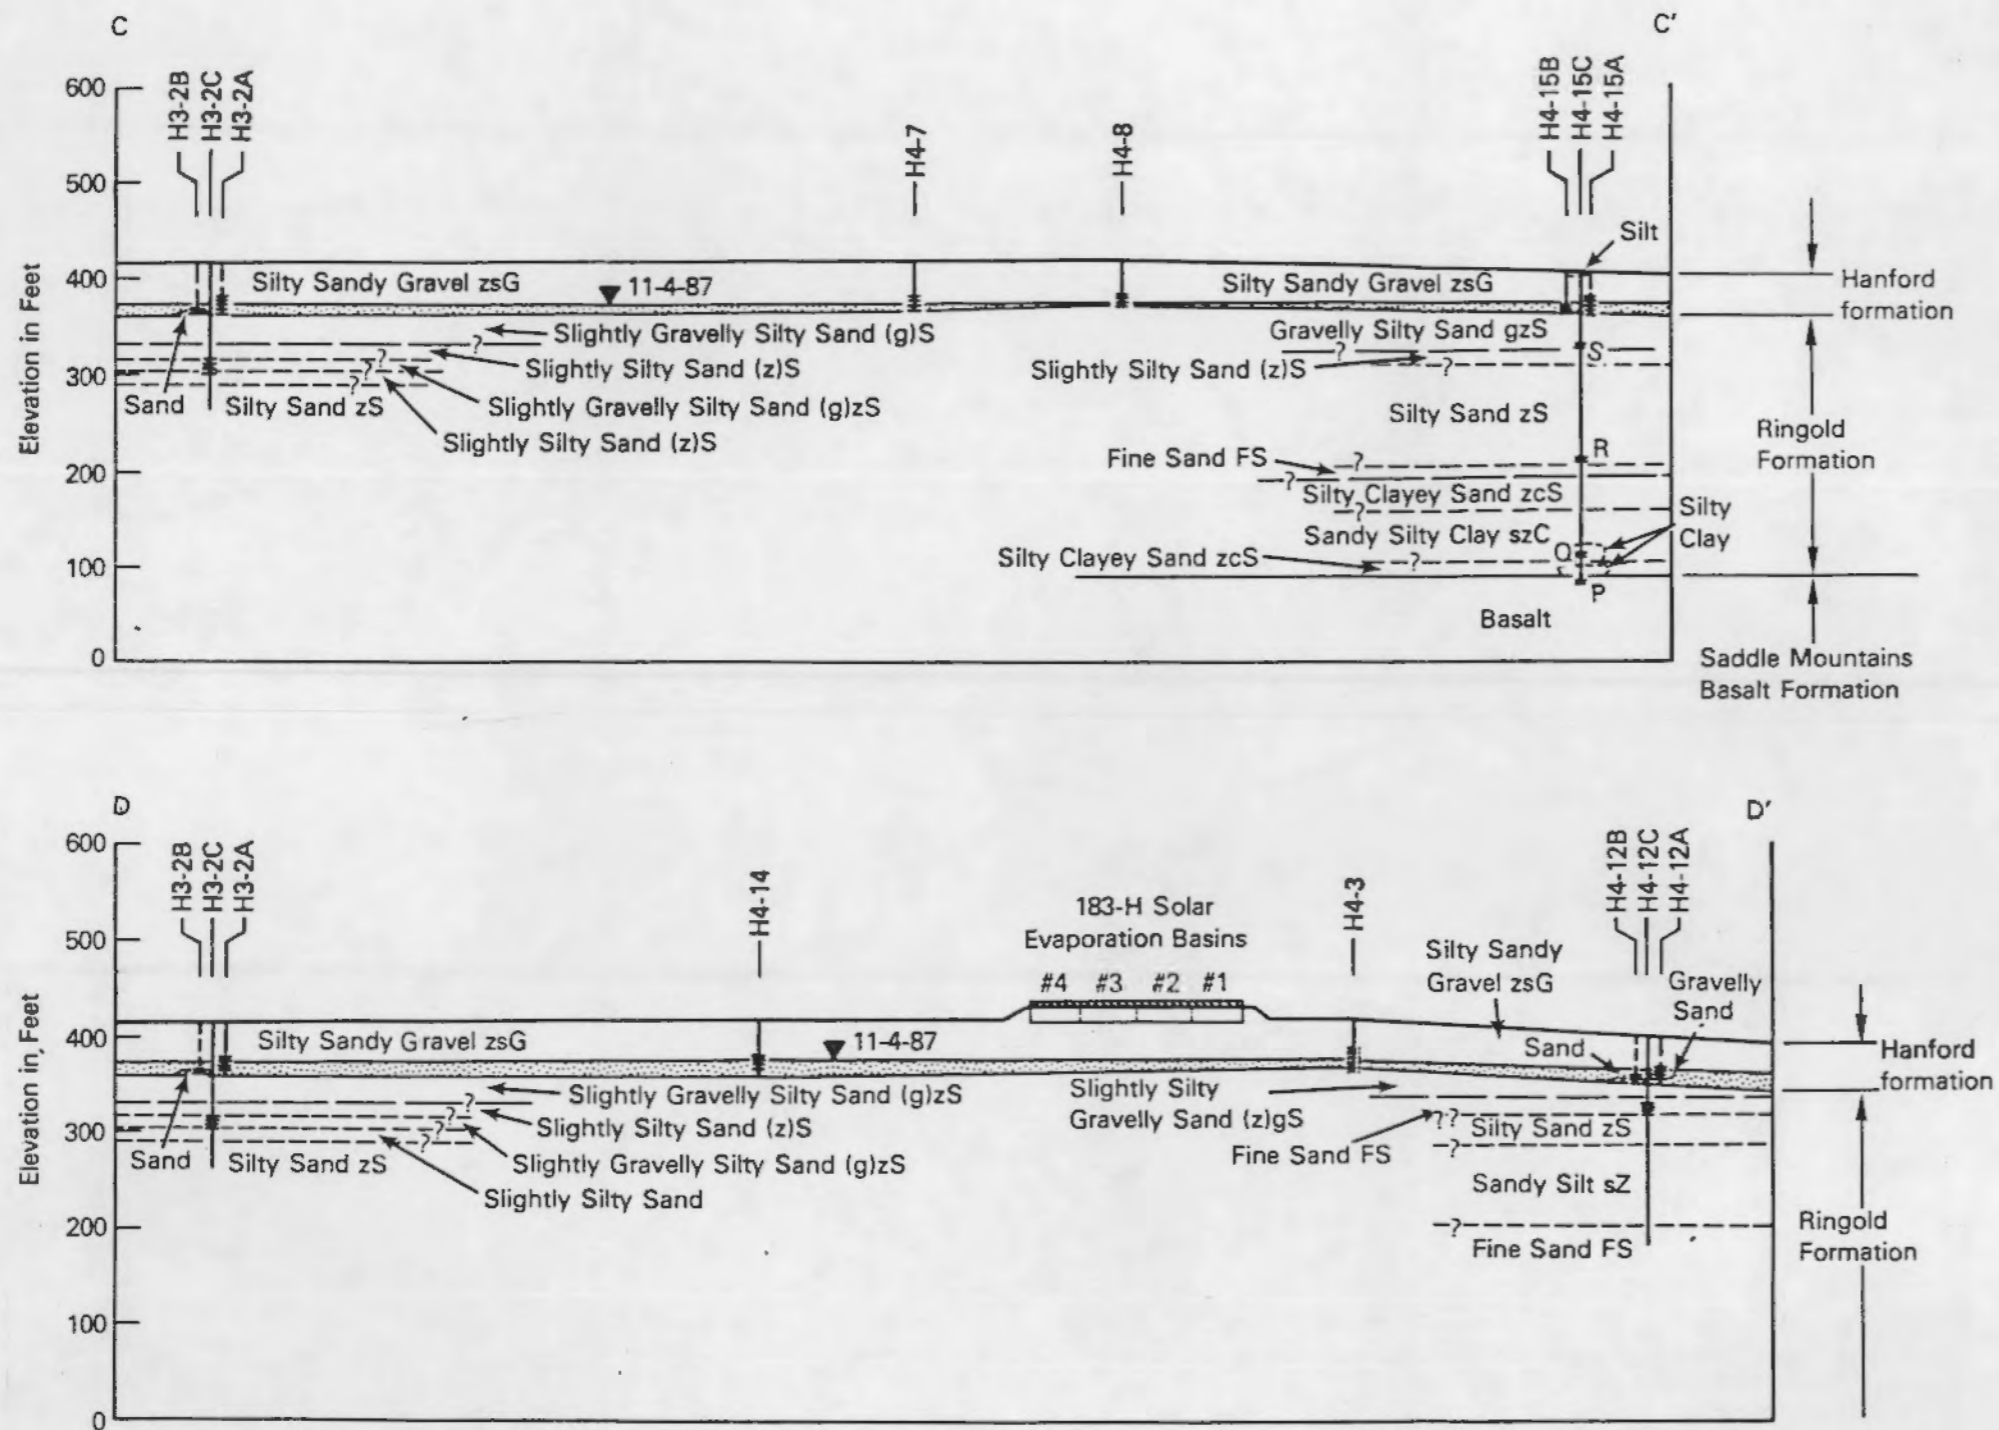 C
C'
H3-2B
H3-2C
H3-2A
H4-7
H4-8
H4-15B
H4-15C
H4-15A
Elevation in Feet
600
500
400
300
200
100
0
Silt
Silty Sandy Gravel zsG
11-4-87
Silty Sandy Gravel zsG
Hanford
formation
Slightly Gravelly Silty Sand (g)S
Gravelly Silty Sand gzS
?
?
S
?
Slightly Silty Sand (z)S
Slightly Silty Sand (z)S
?
?
?
Sand
Silty Sand zS
Slightly Gravelly Silty Sand (g)zS
Silty Sand zS
Slightly Silty Sand (z)S
Ringold
Formation
Fine Sand FS
?
R
?
Silty Clayey Sand zcS
?
Silty
Clay
Sandy Silty Clay szC
Q
Silty Clayey Sand zcS
?
P
Basalt
Saddle Mountains
Basalt Formation
D
D'
H3-2B
H3-2C
H3-2A
H4-14
H4-3
H4-12B
H4-12C
H4-12A
Elevation in, Feet
600
500
400
300
200
100
0
183-H Solar
Evaporation Basins
#4 #3 #2 #1
Silty Sandy
Gravel zsG
Gravelly
Sand
Silty Sandy Gravel zsG
11-4-87
Sand
Hanford
formation
Slightly Gravelly Silty Sand (g)zS
Slightly Silty
Gravelly Sand (z)gS
?
?
Slightly Silty Sand (z)S
??
Silty Sand zS
?
?
?
Sand
Silty Sand zS
Slightly Gravelly Silty Sand (g)zS
Fine Sand FS
Slightly Silty Sand
Sandy Silt sZ
?
Fine Sand FS
Ringold
Formation